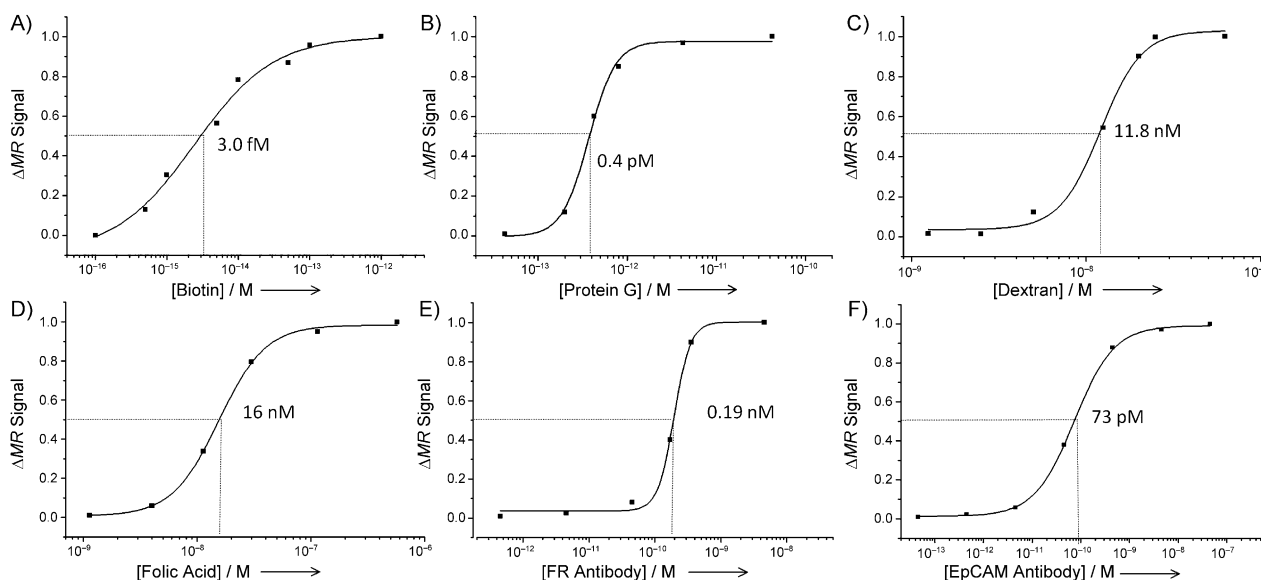 A)
ΔMR Signal
1.0
0.8
0.6
0.4
0.2
0.0
3.0 fM
10⁻¹⁶ 10⁻¹⁵ 10⁻¹⁴ 10⁻¹³ 10⁻¹²
[Biotin] / M
B)
ΔMR Signal
1.0
0.8
0.6
0.4
0.2
0.0
0.4 pM
10⁻¹³ 10⁻¹² 10⁻¹¹ 10⁻¹⁰
[Protein G] / M
C)
ΔMR Signal
1.0
0.8
0.6
0.4
0.2
0.0
11.8 nM
10⁻⁹ 10⁻⁸
[Dextran] / M
D)
ΔMR Signal
1.0
0.8
0.6
0.4
0.2
0.0
16 nM
10⁻⁹ 10⁻⁸ 10⁻⁷ 10⁻⁶
[Folic Acid] / M
E)
ΔMR Signal
1.0
0.8
0.6
0.4
0.2
0.0
0.19 nM
10⁻¹² 10⁻¹¹ 10⁻¹⁰ 10⁻⁹ 10⁻⁸
[FR Antibody] / M
F)
ΔMR Signal
1.0
0.8
0.6
0.4
0.2
0.0
73 pM
10⁻¹³ 10⁻¹² 10⁻¹¹ 10⁻¹⁰ 10⁻⁹ 10⁻⁸ 10⁻⁷
[EpCAM Antibody] / M